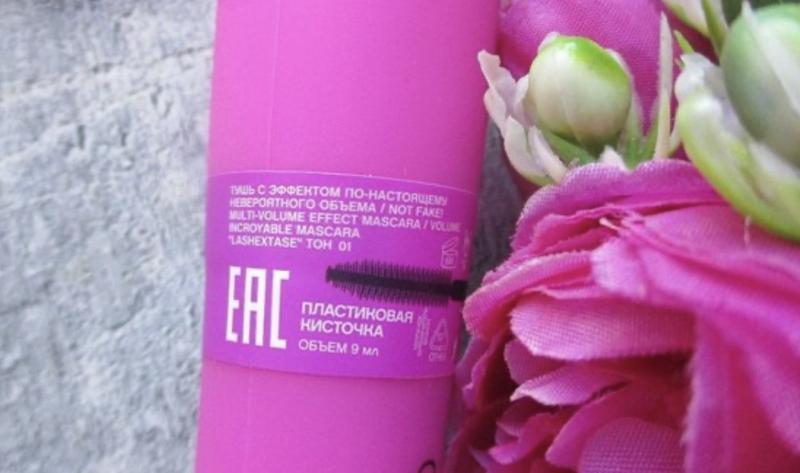 ТУШЬ С ЭФФЕКТОМ ПО-НАСТОЯЩЕМУ
НЕВЕРОЯТНОГО ОБЪЕМА / NOT FAKE!
MULTI-VOLUME EFFECT MASCARA / VOLUME
INCROYABLE MASCARA
"LASHEXTASE" ТОН 01
EAC
ПЛАСТИКОВАЯ
КИСТОЧКА
ОБЪЕМ 9 мл